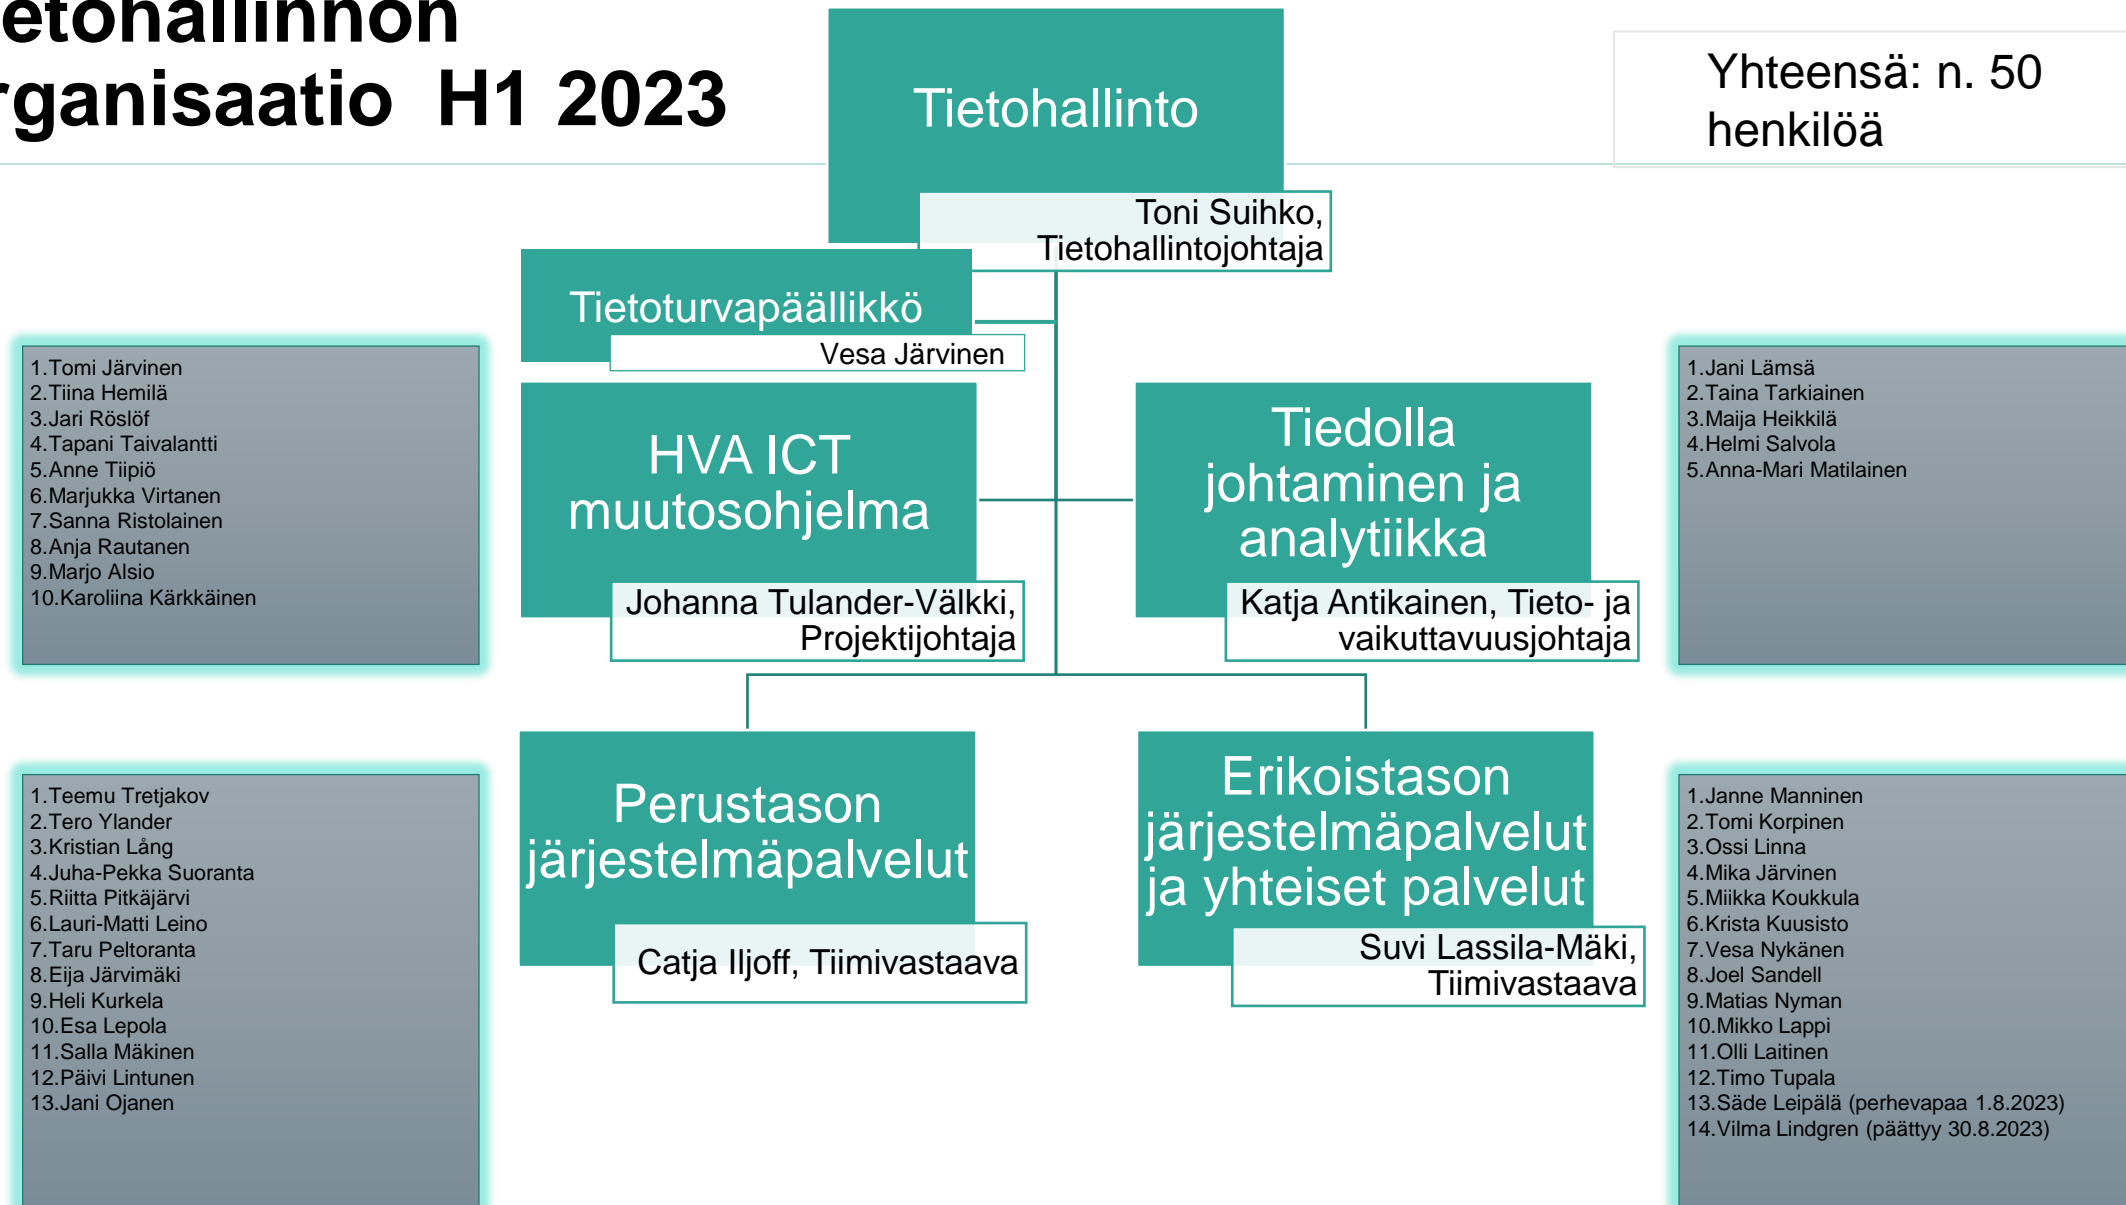 etohallinnon
rganisaatio H1 2023
Tietohallinto
Toni Suihko,
Tietohallintojohtaja
Yhteensä: n. 50
henkilöä
Tietoturvapäällikkö
Vesa Järvinen
1.Tomi Järvinen
2.Tiina Hemilä
3.Jari Röslöf
4.Tapani Taivalantti
5.Anne Tiipiö
6.Marjukka Virtanen
7.Sanna Ristolainen
8.Anja Rautanen
9.Marjo Alsio
10.Karoliina Kärkkäinen
HVA ICT
muutosohjelma
Johanna Tulander-Välkki,
Projektijohtaja
Tiedolla
johtaminen ja
analytiikka
Katja Antikainen, Tieto- ja
vaikuttavuusjohtaja
1.Jani Lämsä
2.Taina Tarkiainen
3.Maija Heikkilä
4.Helmi Salvola
5.Anna-Mari Matilainen
1.Teemu Tretjakov
2.Tero Ylander
3.Kristian Lång
4.Juha-Pekka Suoranta
5.Riitta Pitkäjärvi
6.Lauri-Matti Leino
7.Taru Peltoranta
8.Eija Järvimäki
9.Heli Kurkela
10.Esa Lepola
11.Salla Mäkinen
12.Päivi Lintunen
13.Jani Ojanen
Perustason
järjestelmäpalvelut
Catja Iljoff, Tiimivastaava
Erikoistason
järjestelmäpalvelut
ja yhteiset palvelut
Suvi Lassila-Mäki,
Tiimivastaava
1.Janne Manninen
2.Tomi Korpinen
3.Ossi Linna
4.Mika Järvinen
5.Miikka Koukkula
6.Krista Kuusisto
7.Vesa Nykänen
8.Joel Sandell
9.Matias Nyman
10.Mikko Lappi
11.Olli Laitinen
12.Timo Tupala
13.Säde Leipälä (perhevapaa 1.8.2023)
14.Vilma Lindgren (päättyy 30.8.2023)